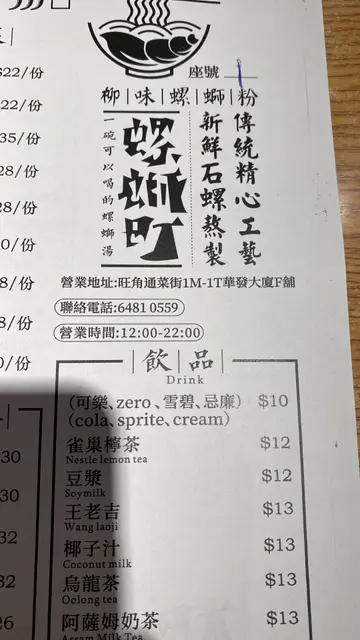 座號
柳|味|螺|螄|粉
傳統精心工藝
新鮮石螺熬製
螺螄町
一碗可以喝的螺螄湯
22/份
22/份
35/份
28/份
28/份
0/份
8/份
8/份
0/份
營業地址:旺角通菜街1M-1T華發大廈F舖
聯絡電話:6481 0559
營業時間:12:00-22:00
飲|品
Drink
(可樂、zero、雪碧、忌廉) $10
(cola、sprite、cream)
雀巢檸茶 $12
Nestle lemon tea
豆漿 $12
Soymilk
王老吉 $13
Wang laoji
椰子汁 $13
Coconut milk
烏龍茶 $13
Oolong tea
阿薩姆奶茶 $13
Assam Milk Tea
30
30
32
32
26